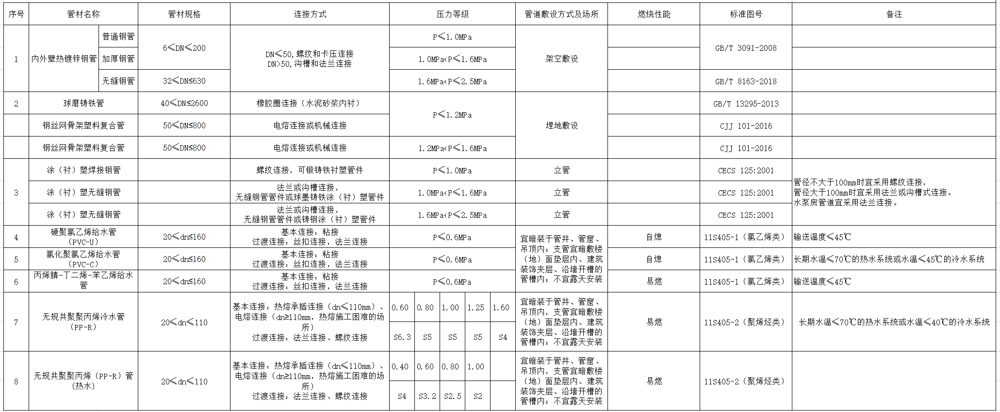 序号 管材名称 管材规格 连接方式 压力等级 管道敷设方式及场所 燃烧性能 标准图号 备注
1 内外壁热镀锌钢管 普通钢管 6≤DN≤200 DN≤50,螺纹和卡压连接
DN>50,沟槽和法兰连接 P≤1.0MPa 架空敷设 GB/T 3091-2008
加厚钢管 1.0MPa<P≤1.6MPa
无缝钢管 32≤DN≤630 1.6MPa<P≤2.5MPa GB/T 8163-2018
2 球磨铸铁管 40≤DN≤2600 橡胶圈连接（水泥砂浆内衬） P≤1.2MPa 埋地敷设 GB/T 13295-2013
钢丝网骨架塑料复合管 50≤DN≤800 电熔连接或机械连接 CJJ 101-2016
钢丝网骨架塑料复合管 50≤DN≤800 电熔连接或机械连接 1.2MPa<P≤1.6MPa CJJ 101-2016
3 涂（衬）塑焊接钢管 螺纹连接，可锻铸铁衬塑管件 P≤1.0MPa 立管 CECS 125:2001
管径不大于100mm时宜采用螺纹连接，
管径大于100mm时宜采用法兰或沟槽式连接。
水泵房管道宜采用法兰连接。
涂（衬）塑无缝钢管 法兰或沟槽连接，
无缝钢管管件或球墨铸铁涂（衬）塑管件 1.0MPa<P≤1.6MPa 立管 CECS 125:2001
涂（衬）塑无缝钢管 法兰或沟槽连接，
无缝钢管管件或铸钢涂（衬）塑管件 1.6MPa<P≤2.5MPa 立管 CECS 125:2001
4 硬聚氯乙烯给水管
（PVC-U） 20≤dn≤160 基本连接：粘接
过渡连接：丝扣连接，法兰连接 P≤0.6MPa
宜暗装于管井、管窟、
吊顶内；支管宜暗敷楼
（地）面垫层内、建筑
装饰夹层、沿墙开槽的
管槽内；不宜露天安装
自熄 11S405-1（氯乙烯类） 输送温度≤45℃
5 氯化聚氯乙烯给水管
（PVC-C） 20≤dn≤160 基本连接：粘接
过渡连接：丝扣连接，法兰连接 P≤0.6MPa 自熄 11S405-1（氯乙烯类） 长期水温≤70℃的热水系统或水温≤45℃的冷水系统
6 丙烯腈-丁二烯-苯乙烯给水
管 20≤dn≤160 基本连接：粘接
过渡连接：丝扣连接，法兰连接 P≤0.6MPa 易燃 11S405-1（氯乙烯类） 输送温度≤45℃
7 无规共聚聚丙烯冷水管
（PP-R） 20≤dn≤110
基本连接：热熔承插连接（dn≤110mm）、
电熔连接（dn≥110mm，热熔施工困难的场
所）
过渡连接：法兰连接、螺纹连接
0.60 0.80 1.00 1.25 1.60
S6.3 S5 S5 S5 S4
宜暗装于管井、管窟、
吊顶内，支管宜暗敷楼
（地）面垫层内、建筑
装饰夹层、沿墙开槽的
管槽内；不宜露天安装
易燃 11S405-2（聚烯烃类） 长期水温≤70℃的热水系统或水温≤40℃的冷水系统
8 无规共聚聚丙烯（PP-R）管
(热水) 20≤dn≤110
基本连接：热熔承插连接（dn≤110mm）、
电熔连接（dn≥110mm，热熔施工困难的场
所）
过渡连接：法兰连接、螺纹连接
0.40 0.60 0.80 1.00
S4 S3.2 S2.5 S2
宜暗装于管井、管窟、
吊顶内，支管宜暗敷楼
（地）面垫层内、建筑
装饰夹层、沿墙开槽的
管槽内；不宜露天安装
易燃 11S405-2（聚烯烃类）